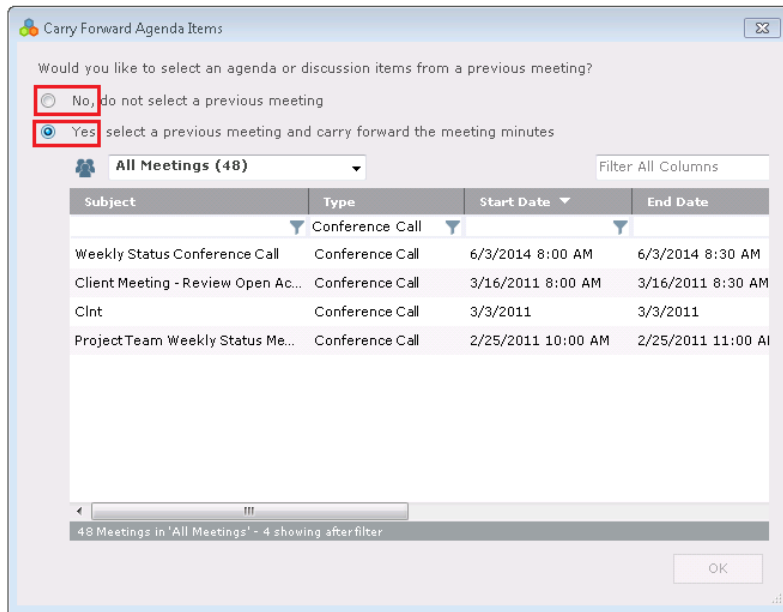 Carry Forward Agenda Items
Would you like to select an agenda or discussion items from a previous meeting?
No, do not select a previous meeting
Yes, select a previous meeting and carry forward the meeting minutes
All Meetings (48) Filter All Columns
Subject Type Start Date End Date
Conference Call
Weekly Status Conference Call Conference Call 6/3/2014 8:00 AM 6/3/2014 8:30 AM
Client Meeting - Review Open Ac... Conference Call 3/16/2011 8:00 AM 3/16/2011 8:30 AM
Clnt Conference Call 3/3/2011 3/3/2011
Project Team Weekly Status Me... Conference Call 2/25/2011 10:00 AM 2/25/2011 11:00 A
48 Meetings in 'All Meetings' - 4 showing after filter
OK